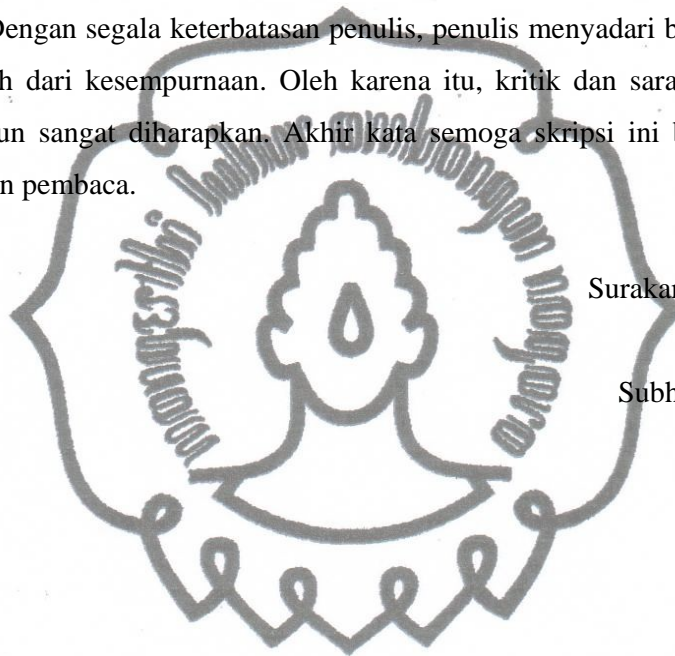 Dengan segala keterbatasan penulis, penulis menyadari b
h dari kesempurnaan. Oleh karena itu, kritik dan sara
un sangat diharapkan. Akhir kata semoga skripsi ini b
n pembaca.
Surakar
Subh